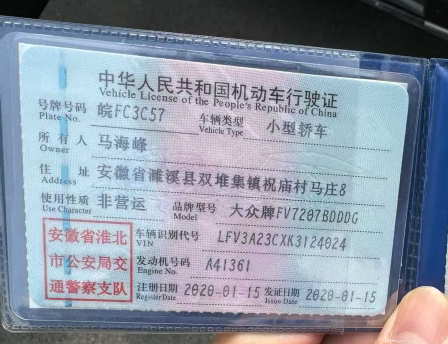 中华人民共和国机动车行驶证
Vehicle License of the People's Republic of China
号牌号码 皖FC3C57 车辆类型 小型轿车
Plate No. Vehicle Type
所有人 马海峰
Owner
住址 安徽省濉溪县双堆集镇祝庙村马庄8
Address
使用性质 非营运 品牌型号 大众牌FV7207BDDDG
Use Character Model
安徽省淮北 车辆识别代号 LFV3A23CXK3124024
VIN
市公安局交 发动机号码 A41361
Engine No.
通警察支队 注册日期 2020-01-15 发证日期 2020-01-15
Register Date Issue Date